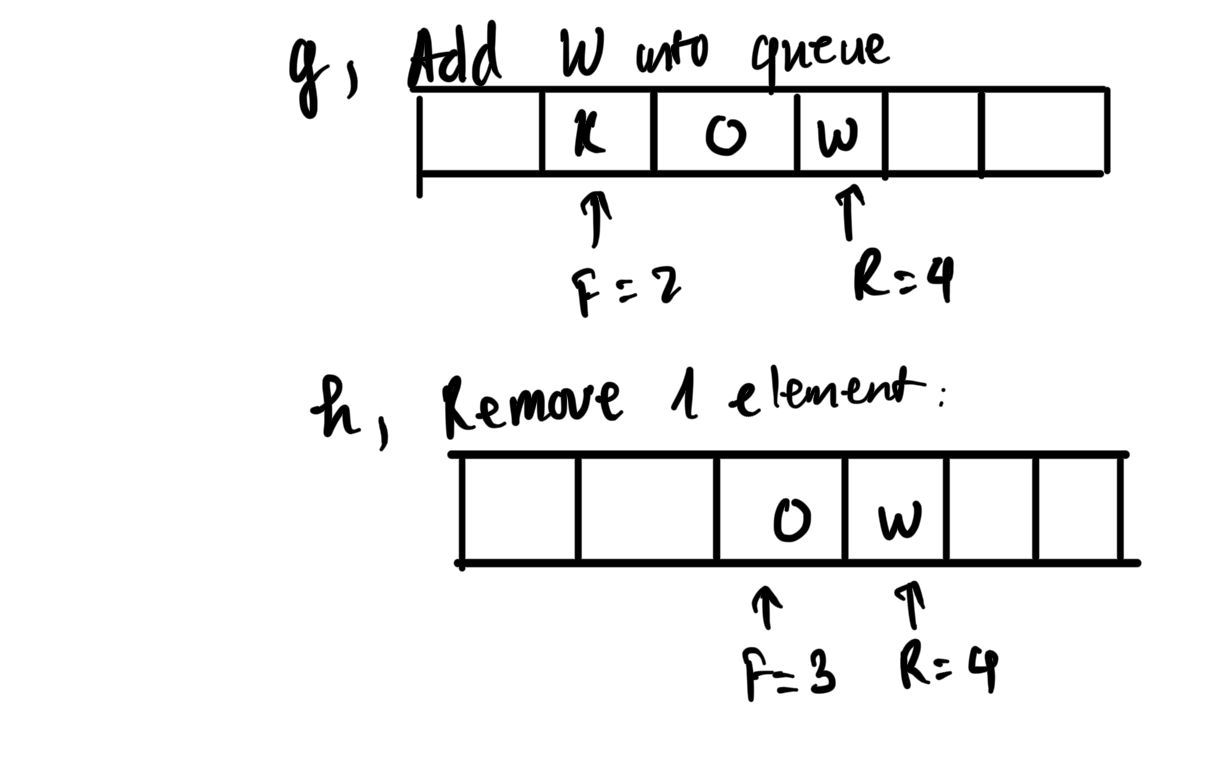 g, Add W into queue
K O W
F = 2 R = 4
h, Remove 1 element:
O W
F = 3 R = 4